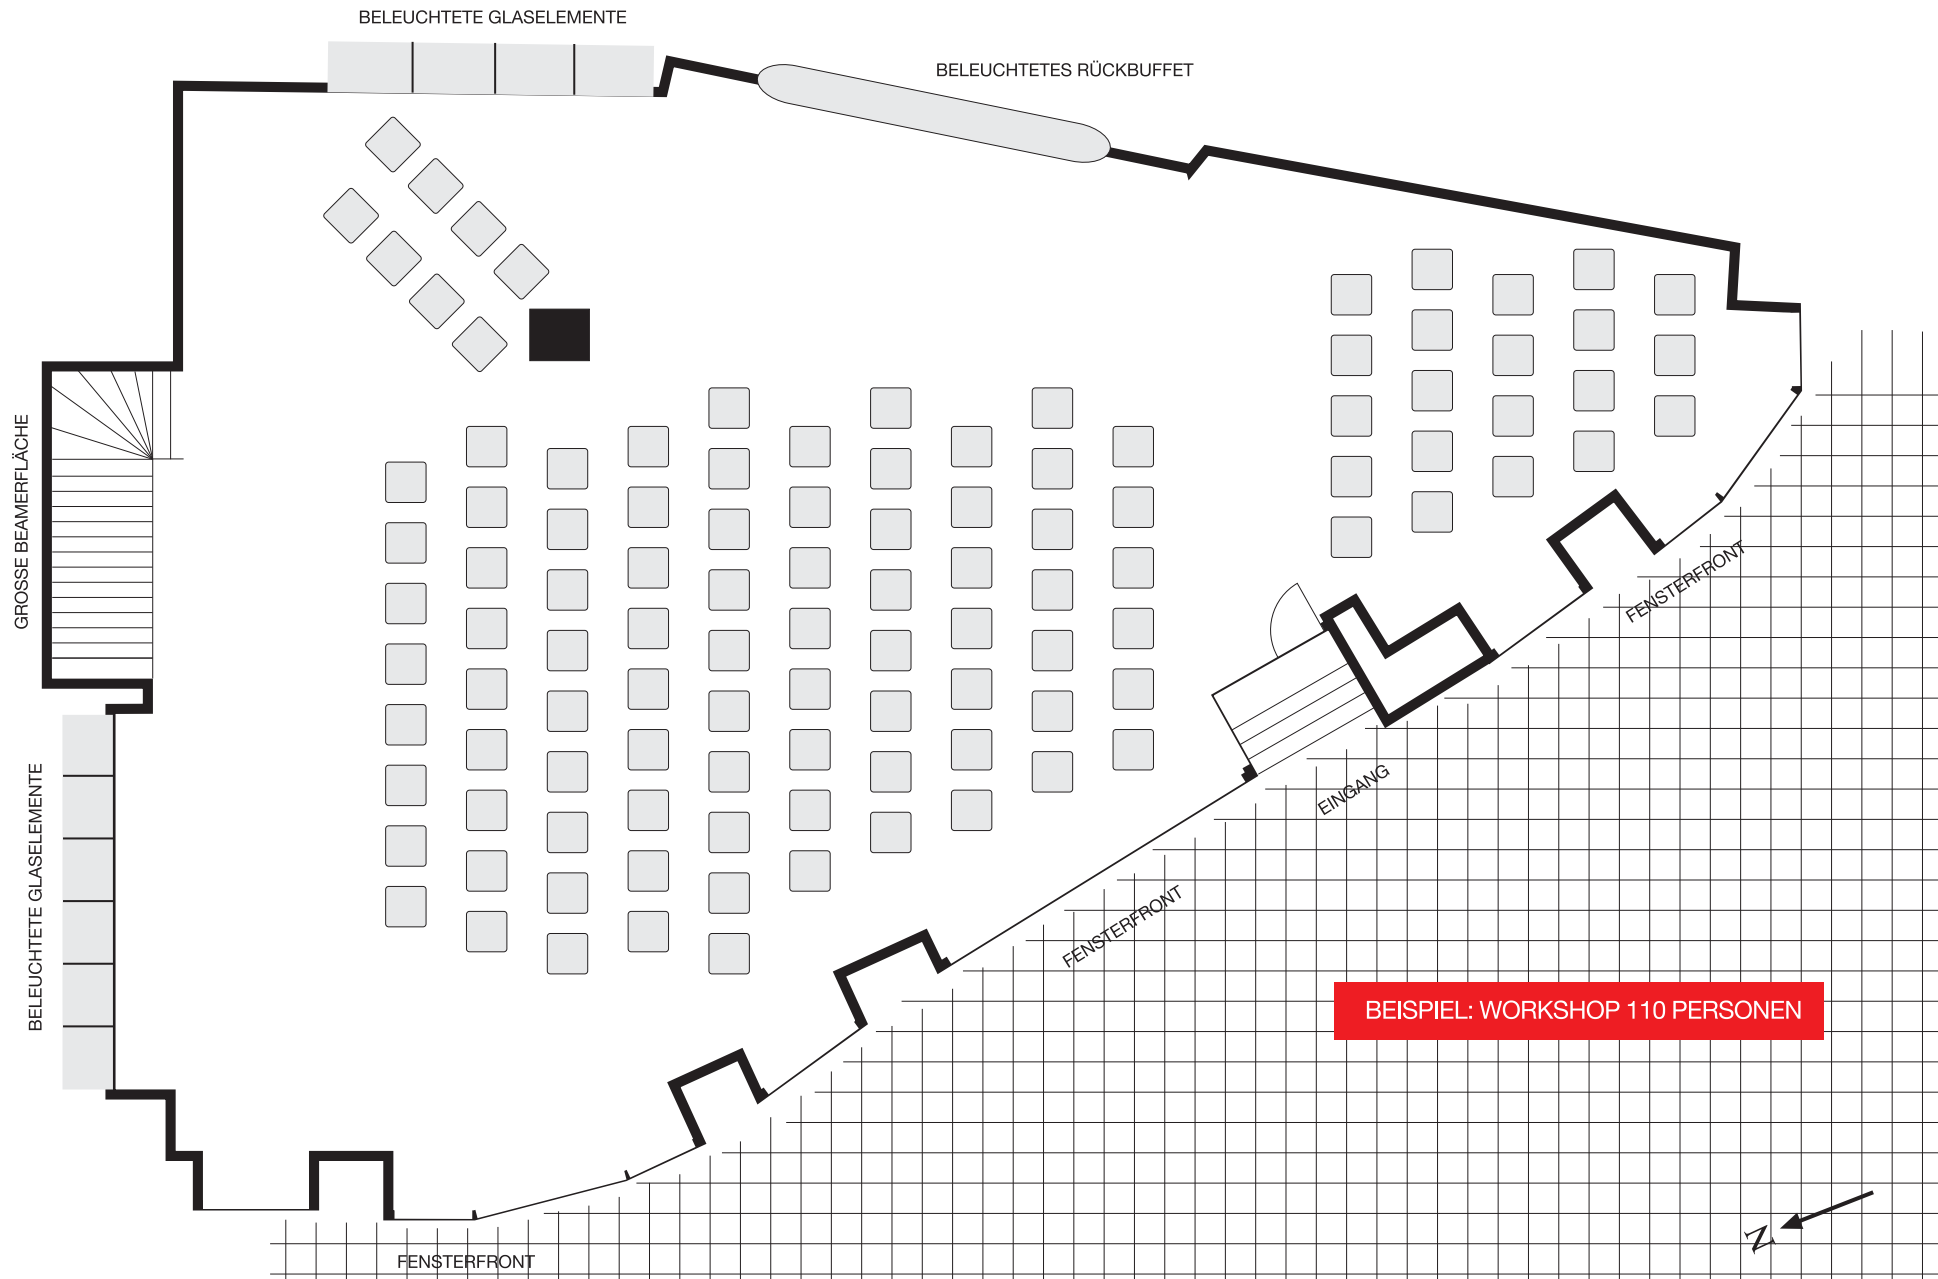 BELEUCHTETE GLASELEMENTE
BELEUCHTETES RÜCKBUFFET
GROSSE BEAMERFLÄCHE
BELEUCHTETE GLASELEMENTE
FENSTERFRONT
EINGANG
FENSTERFRONT
BEISPIEL: WORKSHOP 110 PERSONEN
N
FENSTERFRONT